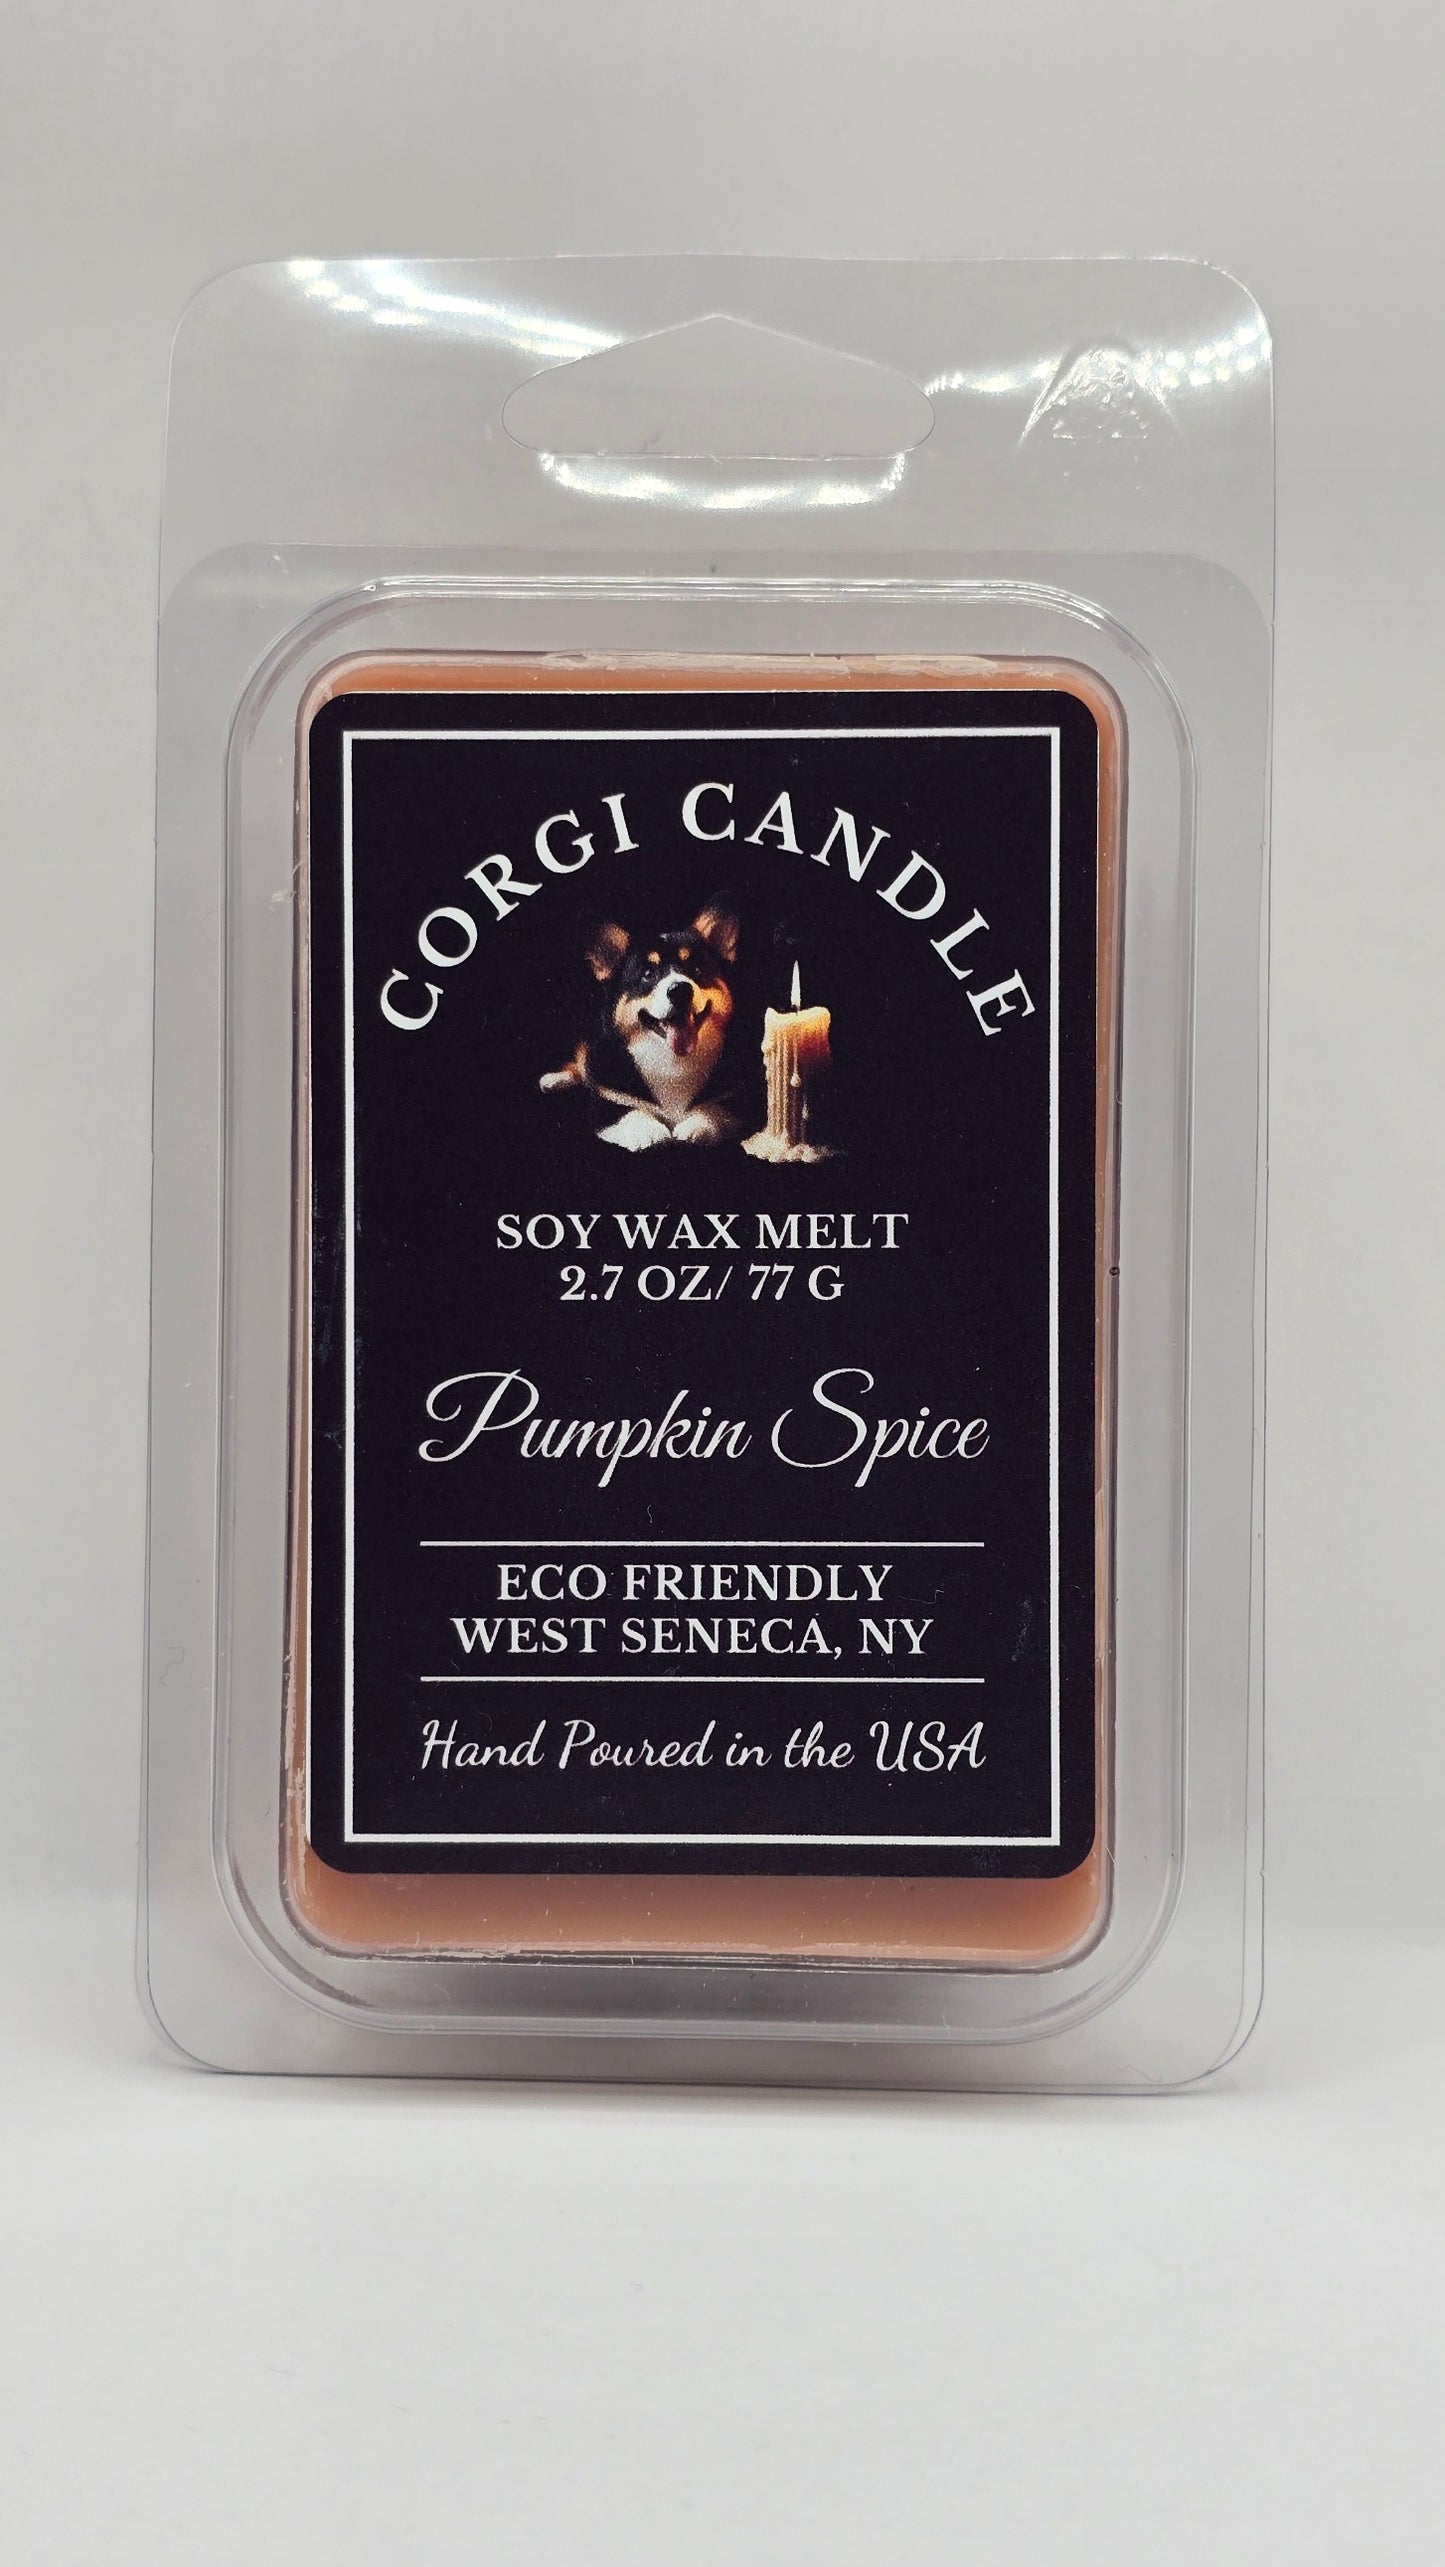 CORGI CANDLE
SOY WAX MELT
2.7 OZ/ 77 G
Pumpkin Spice
ECO FRIENDLY
WEST SENECA, NY
Hand Poured in the USA